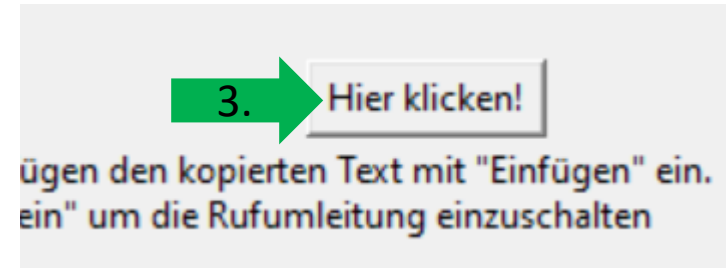 3. Hier klicken!
ügen den kopierten Text mit "Einfügen" ein.
ein" um die Rufumleitung einzuschalten